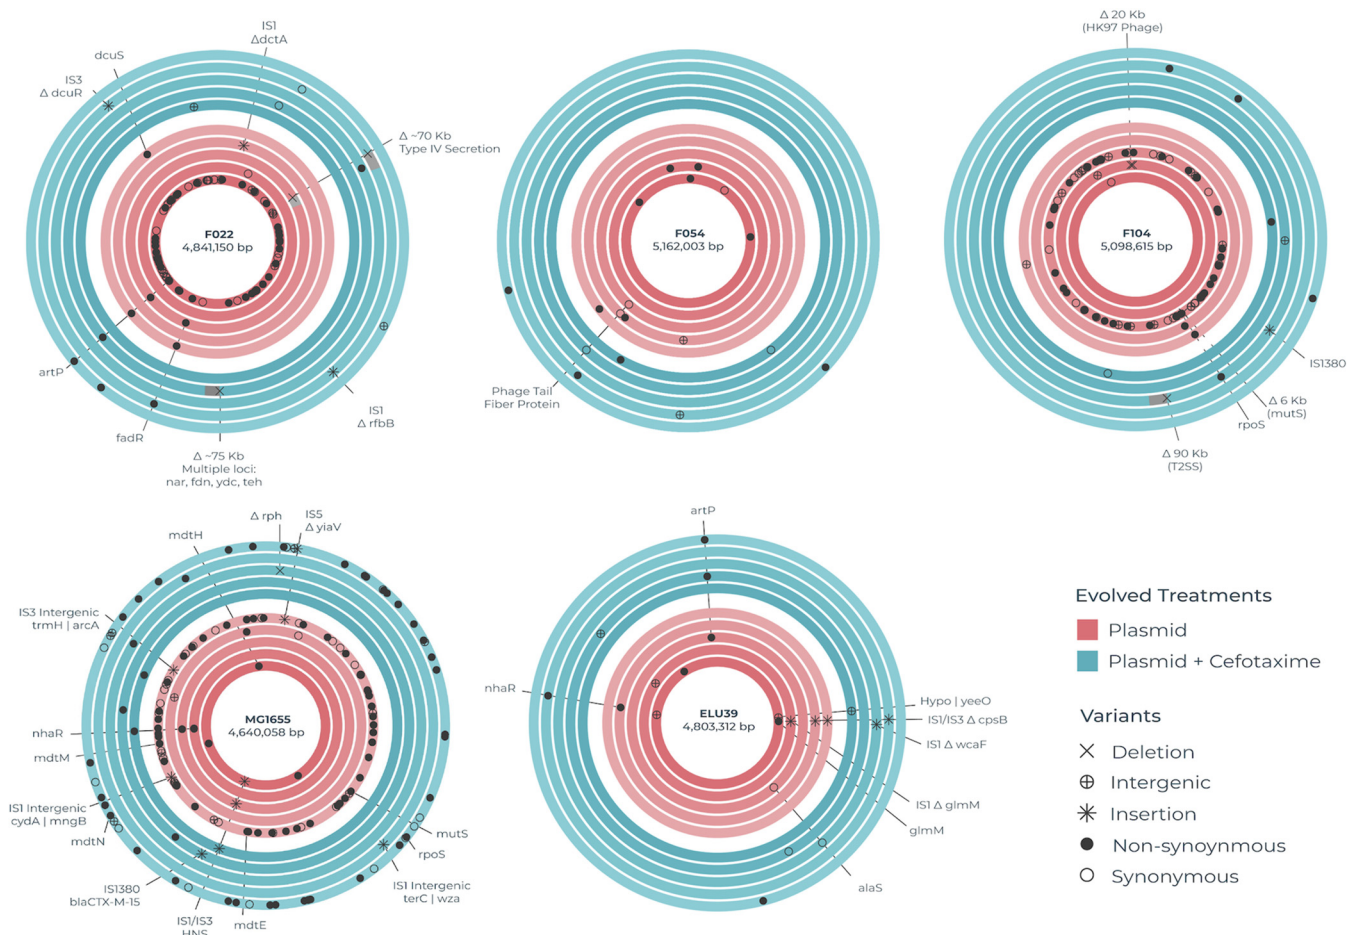 IS1
ΔdctA
dcuS
IS3
Δ dcuR
Δ ~70 Kb
Type IV Secretion
F022
4,841,150 bp
artP
fadR
IS1
Δ rfbB
Δ ~75 Kb
Multiple loci:
nar, fdn, ydc, teh
F054
5,162,003 bp
Phage Tail
Fiber Protein
Δ 20 Kb
(HK97 Phage)
F104
5,098,615 bp
IS1380
Δ 6 Kb
(mutS)
rpoS
Δ 90 Kb
(T2SS)
Δ rph
IS5
Δ yiaV
mdtH
IS3 Intergenic
trmH | arcA
MG1655
4,640,058 bp
nhaR
mdtM
IS1 Intergenic
cydA | mngB
mdtN
mutS
rpoS
IS1 Intergenic
terC | wza
IS1380
blaCTX-M-15
IS1/IS3
HNS
mdtE
artP
nhaR
ELU39
4,803,312 bp
Hypo | yeeO
IS1/IS3 Δ cpsB
IS1 Δ wcaF
IS1 Δ glmM
glmM
alaS
Evolved Treatments
Plasmid
Plasmid + Cefotaxime
Variants
Deletion
Intergenic
Insertion
Non-synoynmous
Synonymous